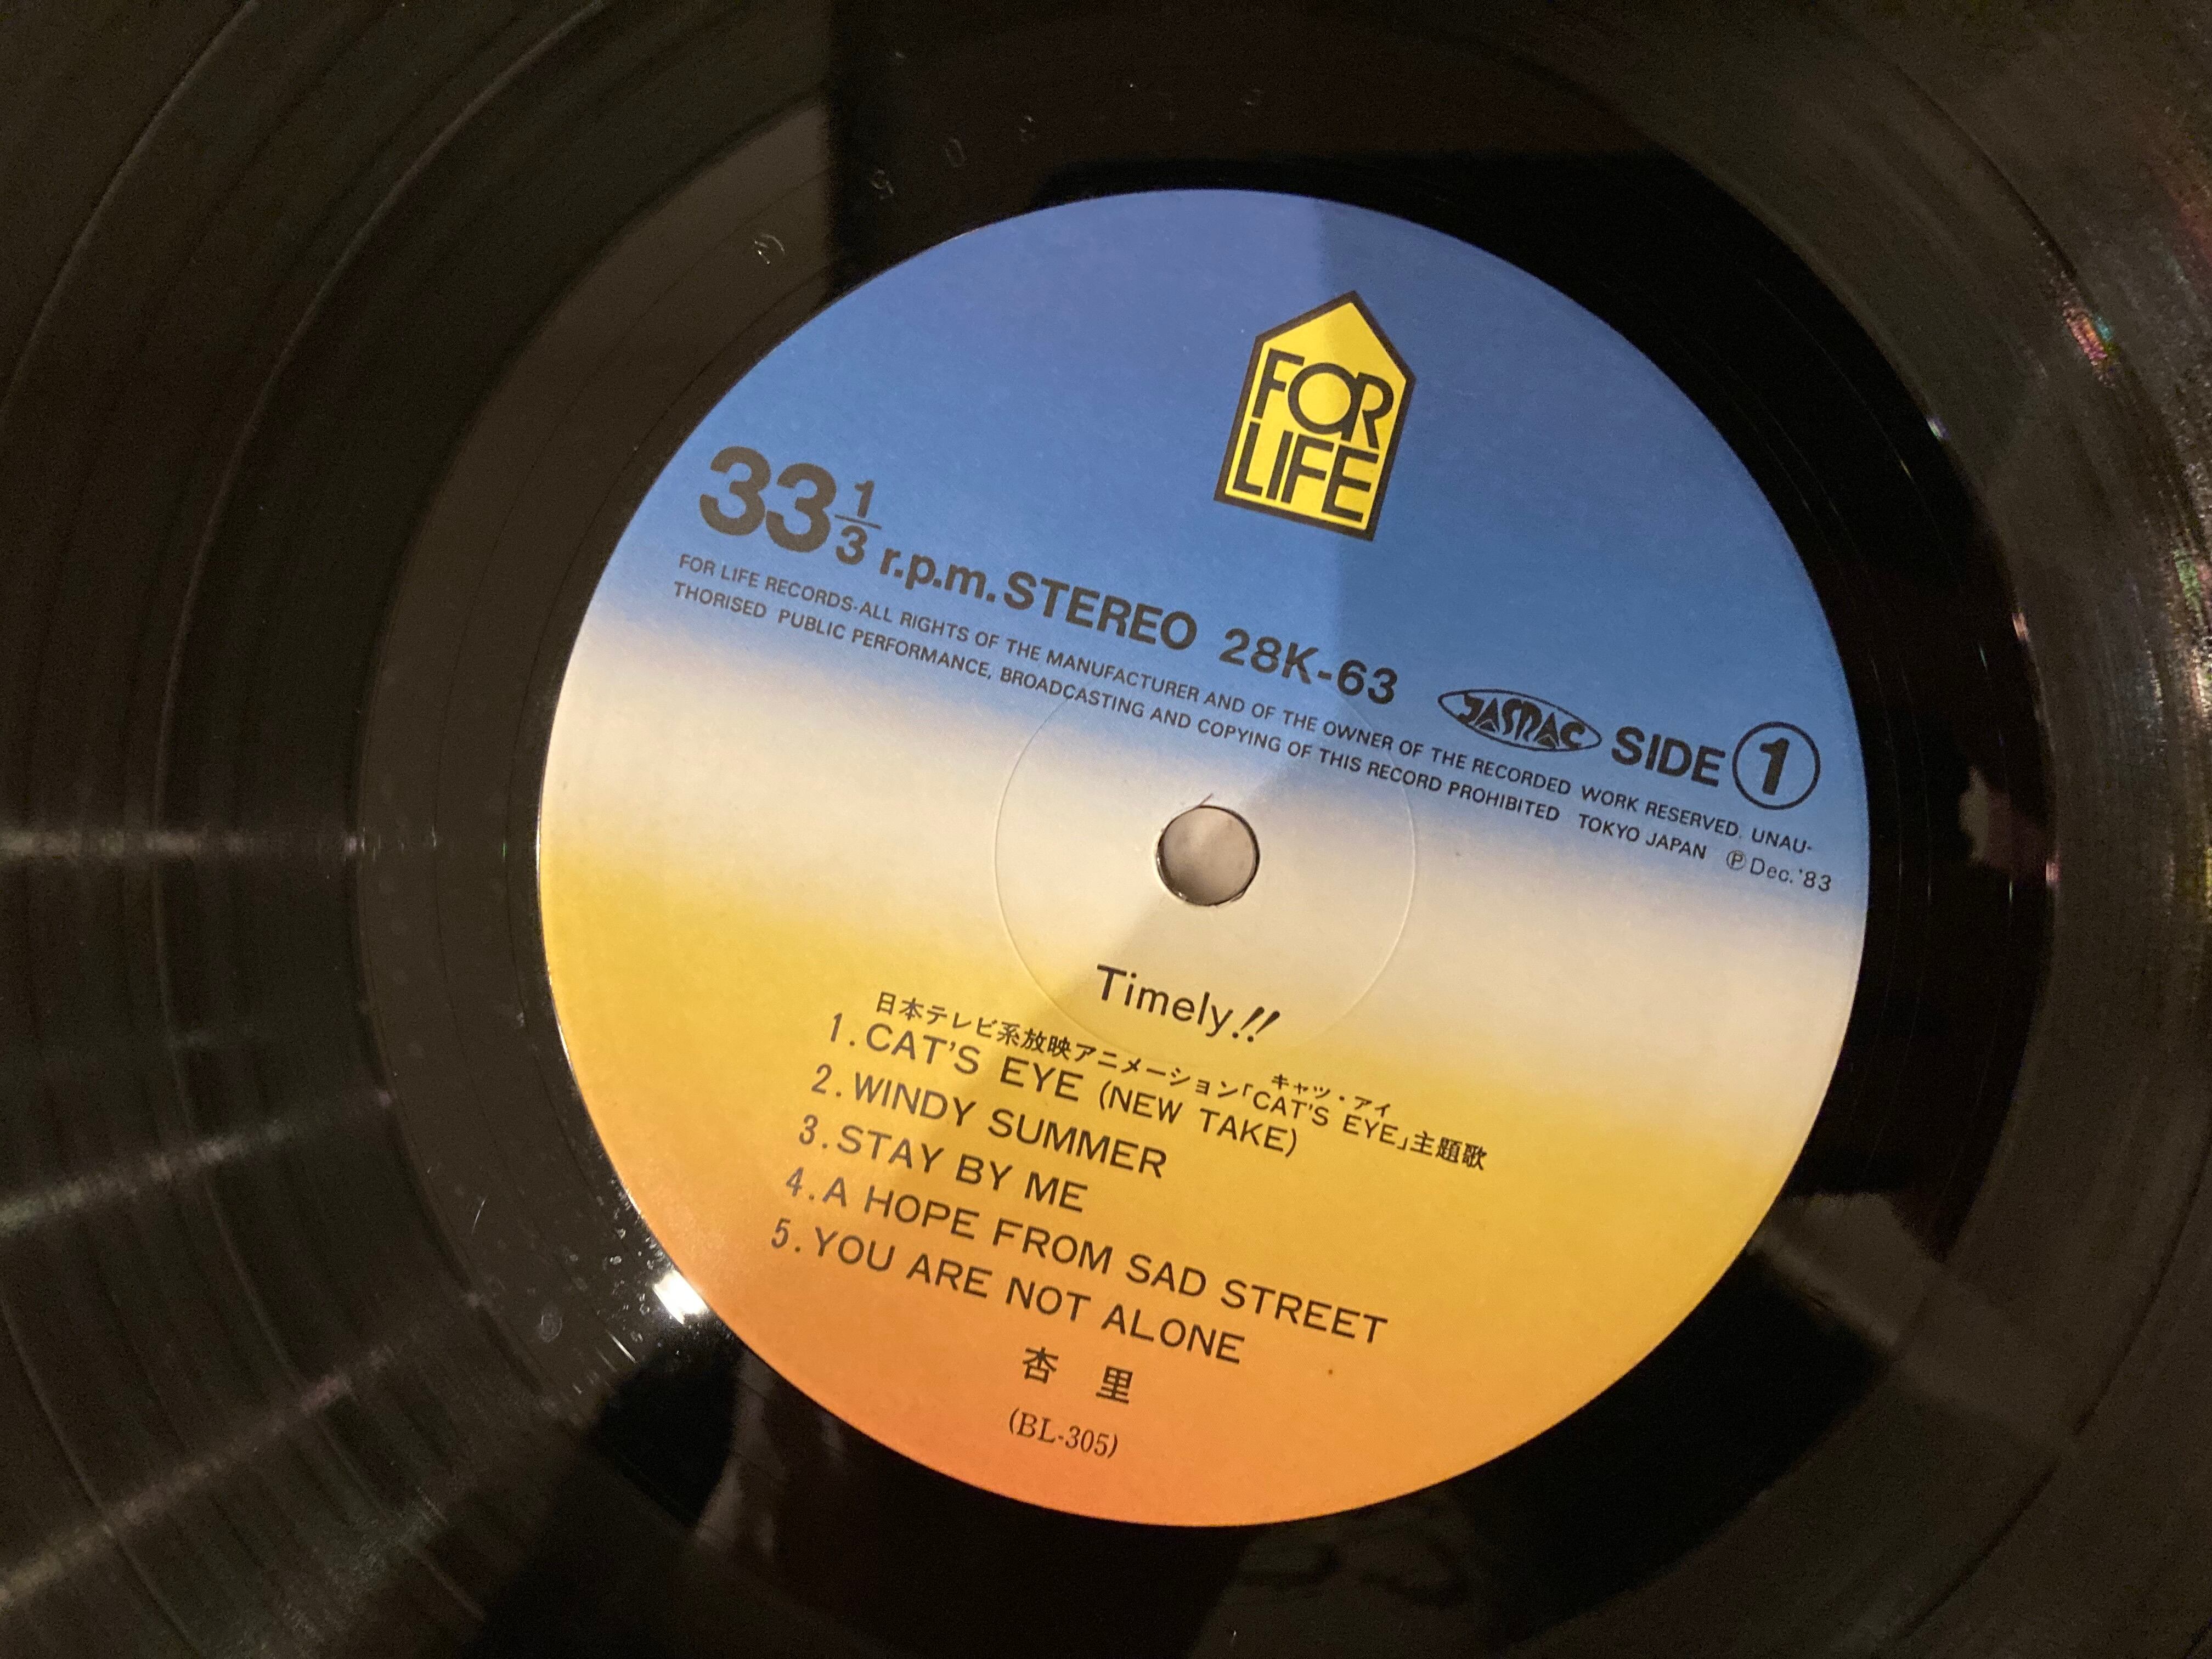 FOR
LIFE
33 1/3 r.p.m. STEREO 28K-63 JASRAC SIDE 1
FOR LIFE RECORDS-ALL RIGHTS OF THE MANUFACTURER AND OF THE OWNER OF THE RECORDED WORK RESERVED. UNAU-
THORISED PUBLIC PERFORMANCE, BROADCASTING AND COPYING OF THIS RECORD PROHIBITED TOKYO JAPAN ℗ Dec.'83
Timely!!
キャツ・アイ
日本テレビ系放映アニメーション「CAT'S EYE」主題歌
1. CAT'S EYE (NEW TAKE)
2. WINDY SUMMER
3. STAY BY ME
4. A HOPE FROM SAD STREET
5. YOU ARE NOT ALONE
杏 里
(BL-305)